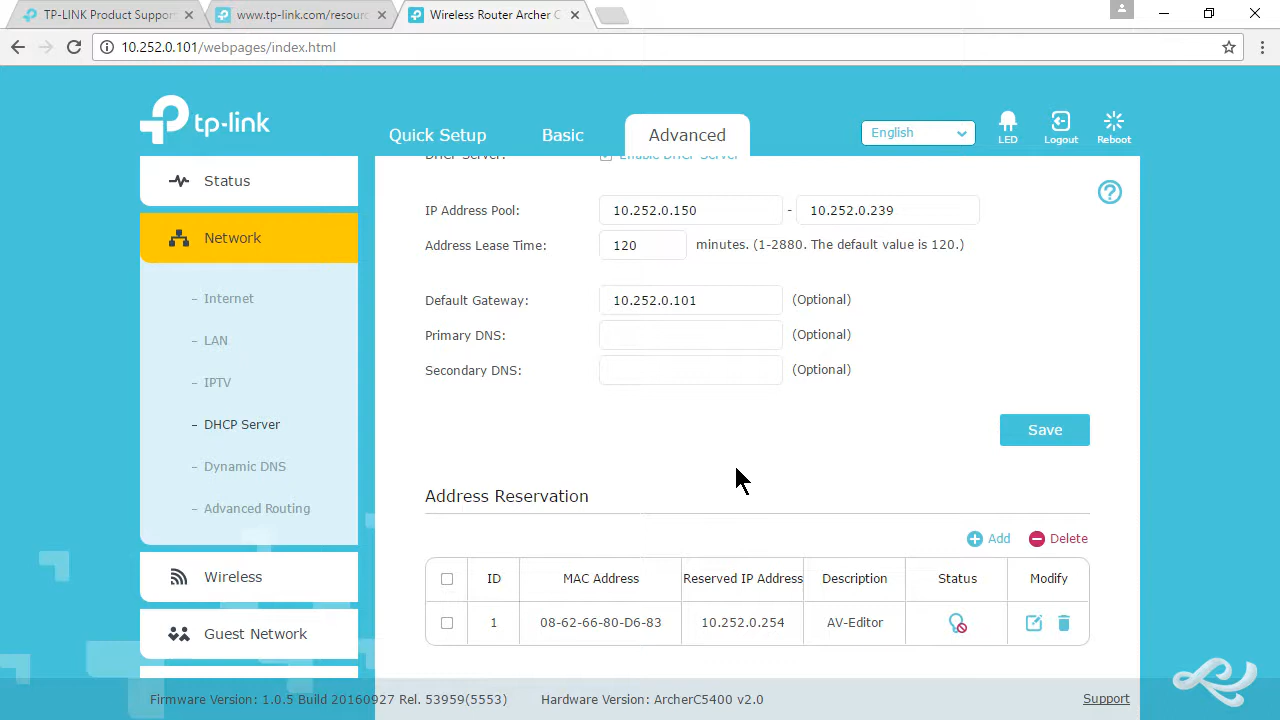 TP-LINK Product Suppor
www.tp-link.com/resour
Wireless Router Archer C
10.252.0.101/webpages/index.html
tp-link
Quick Setup
Basic
Advanced
English
LED
Logout
Reboot
Status
Network
- Internet
- LAN
- IPTV
- DHCP Server
- Dynamic DNS
- Advanced Routing
Wireless
Guest Network
DHCP Server: Enable DHCP Server
IP Address Pool: 10.252.0.150 - 10.252.0.239
Address Lease Time: 120 minutes. (1-2880. The default value is 120.)
Default Gateway: 10.252.0.101 (Optional)
Primary DNS: (Optional)
Secondary DNS: (Optional)
Save
Address Reservation
Add Delete
ID MAC Address Reserved IP Address Description Status Modify
1 08-62-66-80-D6-83 10.252.0.254 AV-Editor
Firmware Version: 1.0.5 Build 20160927 Rel. 53959(5553) Hardware Version: ArcherC5400 v2.0 Support